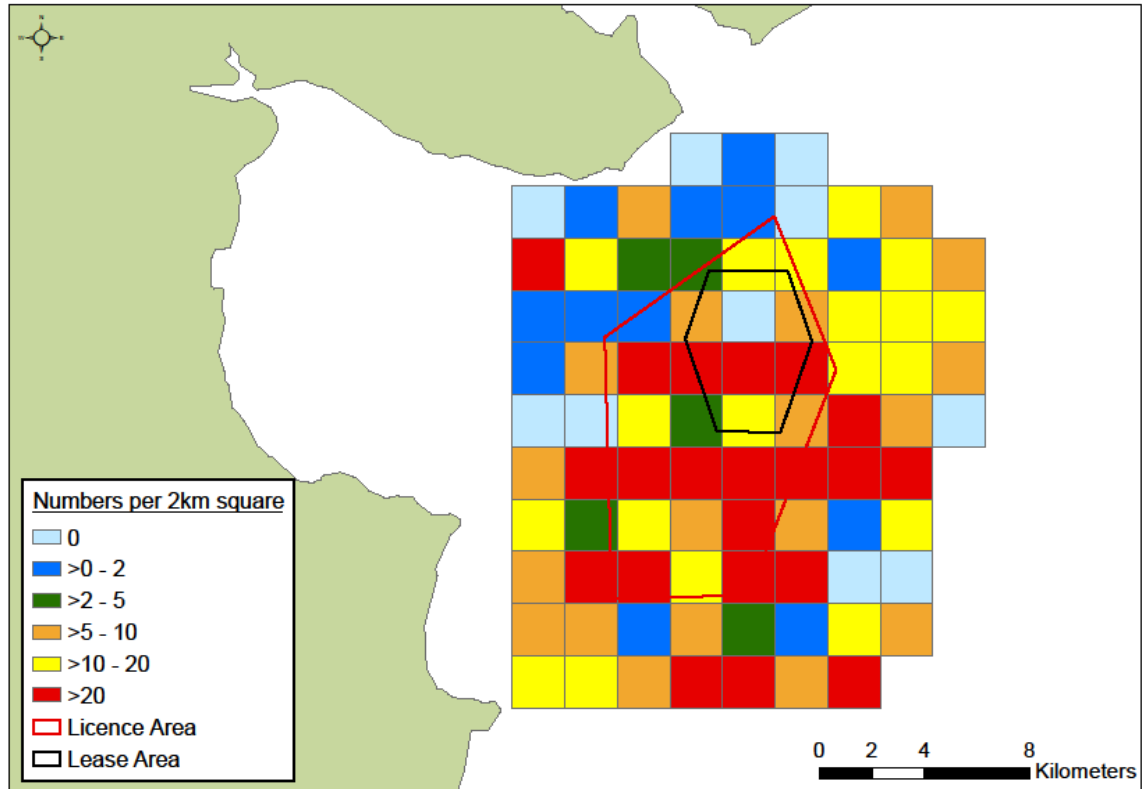 N
W E
S
Numbers per 2km square
0
>0 - 2
>2 - 5
>5 - 10
>10 - 20
>20
Licence Area
Lease Area
0 2 4 8
Kilometers